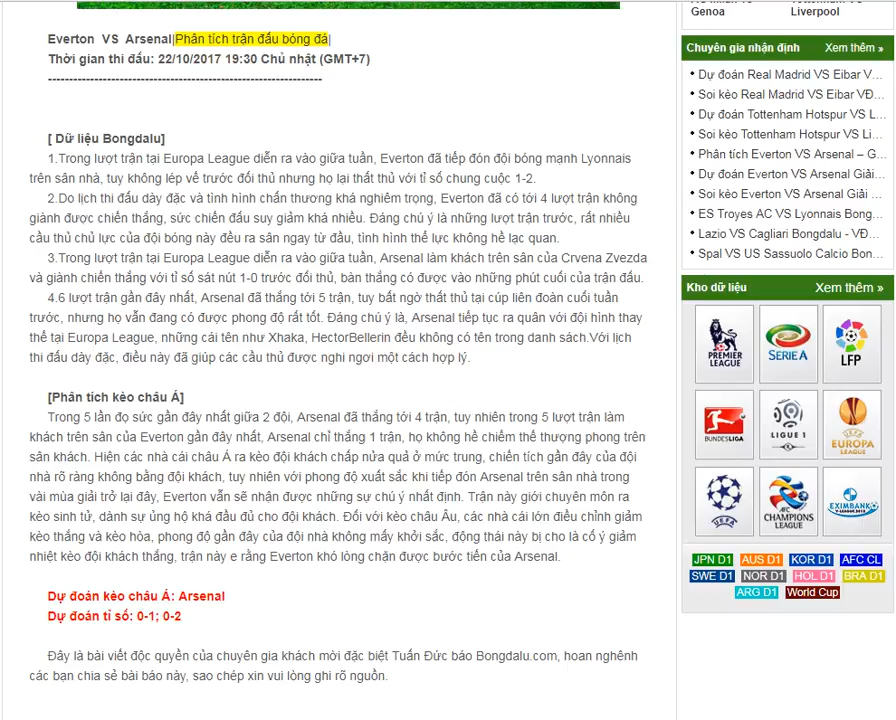 Everton VS Arsenal|Phân tích trận đấu bóng đá|
Thời gian thi đấu: 22/10/2017 19:30 Chủ nhật (GMT+7)
----------------------------------------------------------------
[ Dữ liệu Bongdalu]
1.Trong lượt trận tại Europa League diễn ra vào giữa tuần, Everton đã tiếp đón đội bóng mạnh Lyonnais
trên sân nhà, tuy không lép về trước đối thủ nhưng họ lại thất thủ với tỉ số chung cuộc 1-2.
2.Do lịch thi đấu dày đặc và tình hình chấn thương khá nghiêm trọng, Everton đã có tới 4 lượt trận không
giành được chiến thắng, sức chiến đấu suy giảm khá nhiều. Đáng chú ý là những lượt trận trước, rất nhiều
cầu thủ chủ lực của đội bóng này đều ra sân ngay từ đầu, tình hình thể lực không hề lạc quan.
3.Trong lượt trận tại Europa League diễn ra vào giữa tuần, Arsenal làm khách trên sân của Crvena Zvezda
và giành chiến thắng với tỉ số sát nút 1-0 trước đối thủ, bàn thắng có được vào những phút cuối của trận đấu.
4.6 lượt trận gần đây nhất, Arsenal đã thắng tới 5 trận, tuy bất ngờ thất thủ tại cúp liên đoàn cuối tuần
trước, nhưng họ vẫn đang có được phong độ rất tốt. Đáng chú ý là, Arsenal tiếp tục ra quân với đội hình thay
thế tại Europa League, những cái tên như Xhaka, HectorBellerin đều không có tên trong danh sách.Với lịch
thi đấu dày đặc, điều này đã giúp các cầu thủ được nghi ngơi một cách hợp lý.
[Phân tích kèo châu Á]
Trong 5 lần đọ sức gần đây nhất giữa 2 đội, Arsenal đã thắng tới 4 trận, tuy nhiên trong 5 lượt trận làm
khách trên sân của Everton gần đây nhất, Arsenal chỉ thắng 1 trận, họ không hề chiếm thế thượng phong trên
sân khách. Hiện các nhà cái châu Á ra kèo đội khách chấp nửa quả ở mức trung, chiến tích gần đây của đội
nhà rõ ràng không bằng đội khách, tuy nhiên với phong độ xuất sắc khi tiếp đón Arsenal trên sân nhà trong
vài mùa giải trở lại đây, Everton vẫn sẽ nhận được những sự chú ý nhất định. Trận này giới chuyên môn ra
kèo sinh tử, dành sự ủng hộ khá đầu đủ cho đội khách. Đối với kèo châu Âu, các nhà cái lớn điều chỉnh giảm
kèo thắng và kèo hòa, phong độ gần đây của đội nhà không mấy khởi sắc, động thái này bị cho là cố ý giảm
nhiệt kèo đội khách thắng, trận này e rằng Everton khó lòng chặn được bước tiến của Arsenal.
Dự đoán kèo châu Á: Arsenal
Dự đoán tỉ số: 0-1; 0-2
Đây là bài viết độc quyền của chuyên gia khách mời đặc biệt Tuấn Đức báo Bongdalu.com, hoan nghênh
các bạn chia sẻ bài báo này, sao chép xin vui lòng ghi rõ nguồn.
Genoa Liverpool
Chuyên gia nhận định Xem thêm »
Dự đoán Real Madrid VS Eibar V...
Soi kèo Real Madrid VS Eibar VĐ...
Dự đoán Tottenham Hotspur VS L...
Soi kèo Tottenham Hotspur VS Li...
Phân tích Everton VS Arsenal – G...
Dự đoán Everton VS Arsenal Giải...
Soi kèo Everton VS Arsenal Giải ...
ES Troyes AC VS Lyonnais Bong...
Lazio VS Cagliari Bongdalu - VĐ...
Spal VS US Sassuolo Calcio Bon...
Kho dữ liệu Xem thêm »
PREMIER LEAGUE SERIE A LFP
BUNDESLIGA LIGUE 1 UEFA EUROPA LEAGUE
UEFA AFC CHAMPIONS LEAGUE EXIMBANK
JPN D1 AUS D1 KOR D1 AFC CL
SWE D1 NOR D1 HOL D1 BRA D1
ARG D1 World Cup